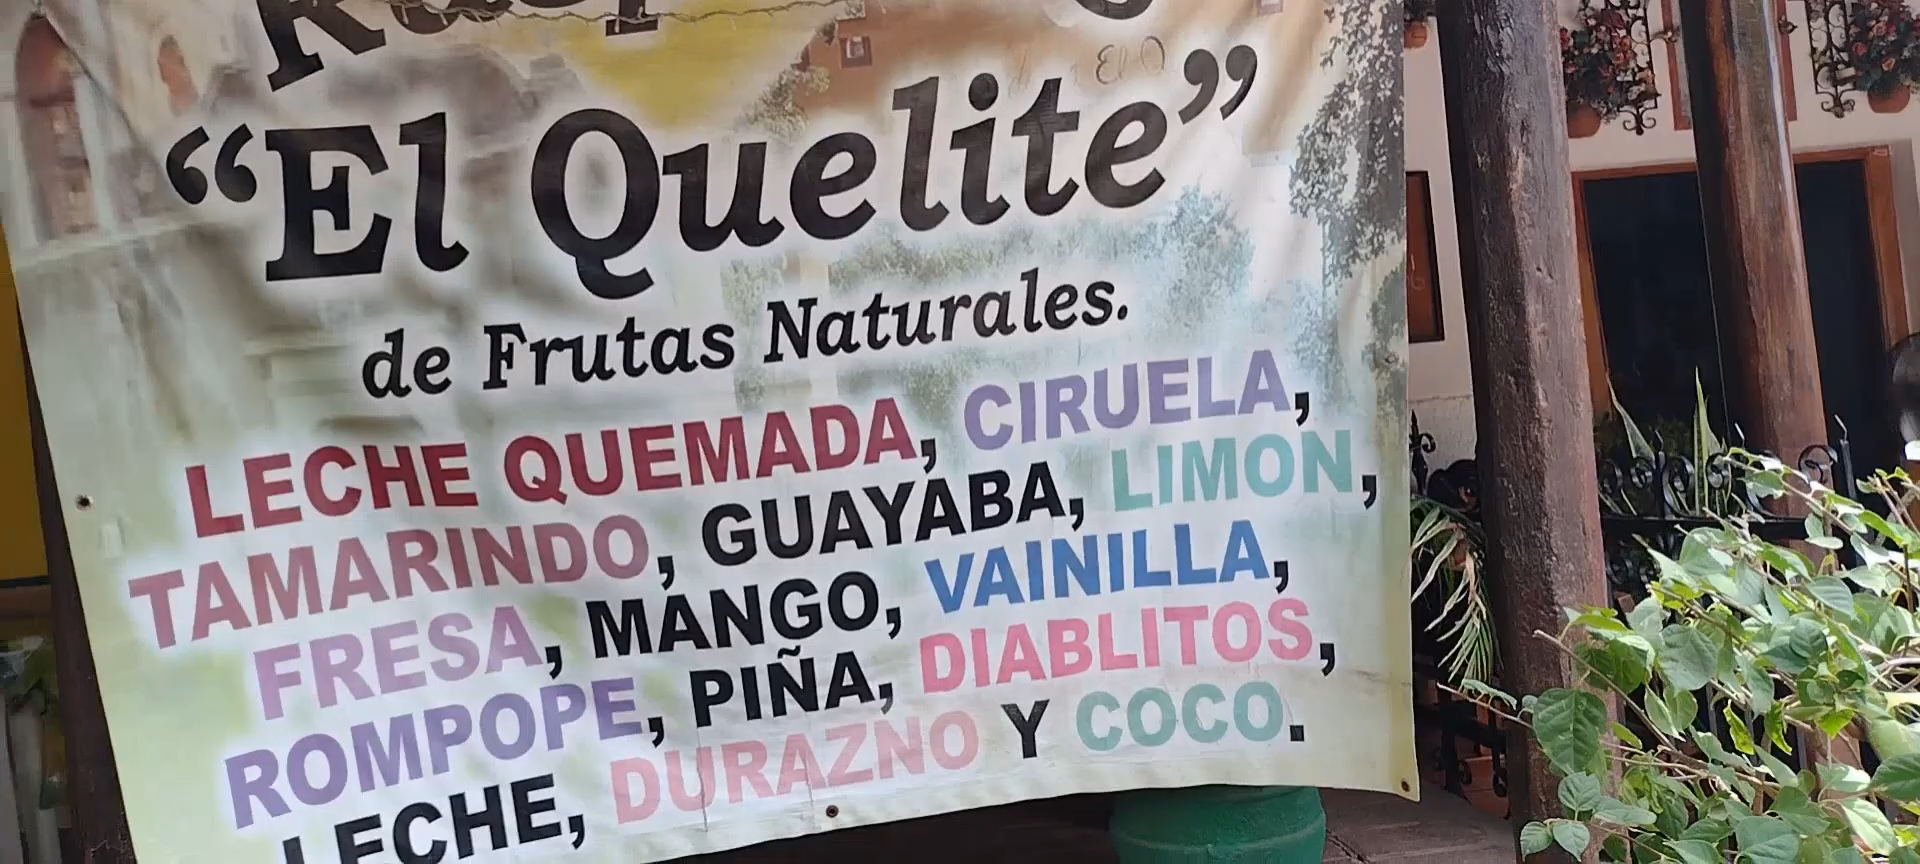 “El Quelite”
de Frutas Naturales.
LECHE QUEMADA, CIRUELA,
TAMARINDO, GUAYABA, LIMON,
FRESA, MANGO, VAINILLA,
ROMPOPE, PIÑA, DIABLITOS,
LECHE, DURAZNO Y COCO.